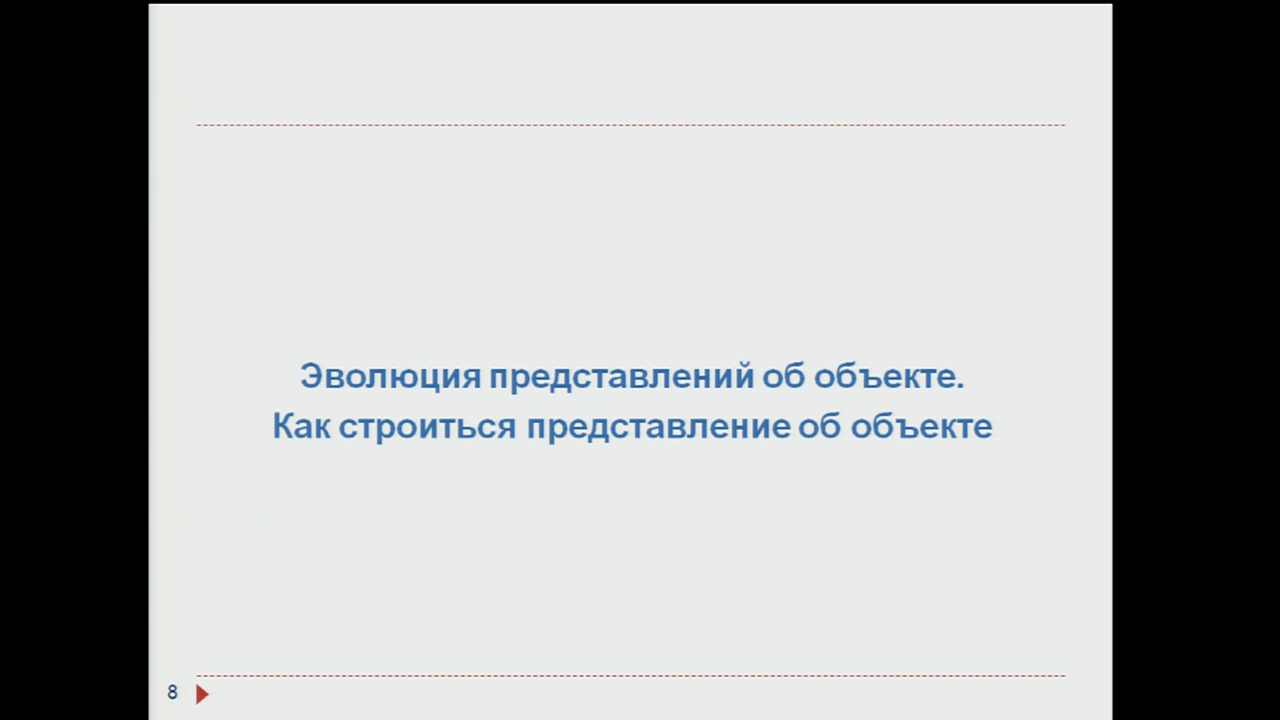 Эволюция представлений об объекте.
Как строиться представление об объекте
8